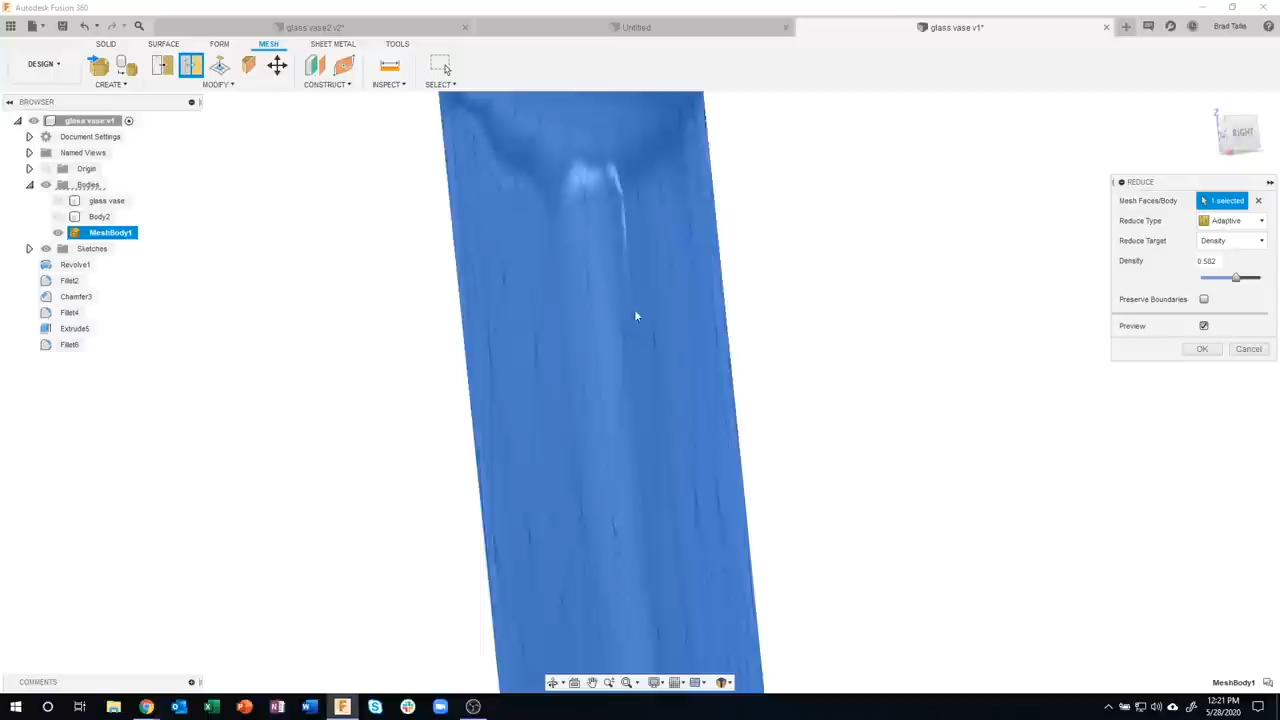 Autodesk Fusion 360
glass vase2 v2*
Untitled
glass vase v1*
Brad Tallis
SOLID SURFACE FORM MESH SHEET METAL TOOLS
DESIGN
CREATE MODIFY CONSTRUCT INSPECT SELECT
BROWSER
glass vase v1
Document Settings
Named Views
Origin
Bodies
glass vase
Body2
MeshBody1
Sketches
Revolve1
Fillet2
Chamfer3
Fillet4
Extrude5
Fillet6
RIGHT
REDUCE
Mesh Faces/Body 1 selected
Reduce Type Adaptive
Reduce Target Density
Density 0.582
Preserve Boundaries
Preview
OK Cancel
COMMENTS
MeshBody1
12:21 PM
5/28/2020